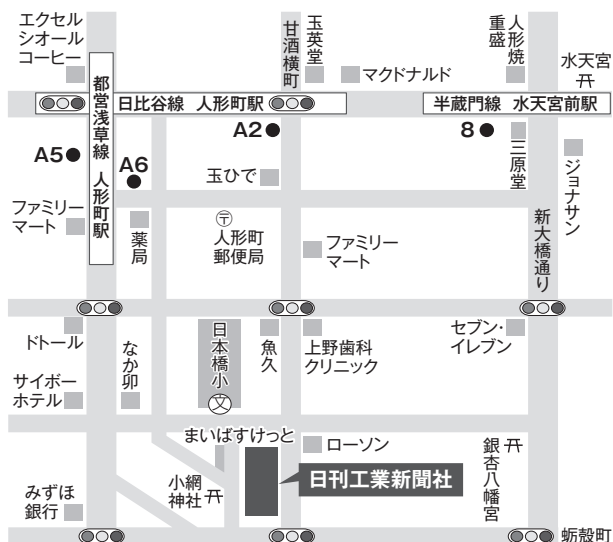 エクセル
シオール
コーヒー
甘酒横町
玉英堂
マクドナルド
人形焼
重盛
水天宮
都営浅草線 人形町駅
日比谷線 人形町駅
半蔵門線 水天宮前駅
A5
A6
A2
8
三原堂
ジョナサン
玉ひで
ファミリー
マート
薬局
〒
人形町
郵便局
ファミリー
マート
新大橋通り
ドトール
なか卯
日本橋小
文
魚久
上野歯科
クリニック
セブン・
イレブン
サイボー
ホテル
まいばすけっと
ローソン
日刊工業新聞社
銀杏八幡宮
小網
神社
みずほ
銀行
蛎殻町